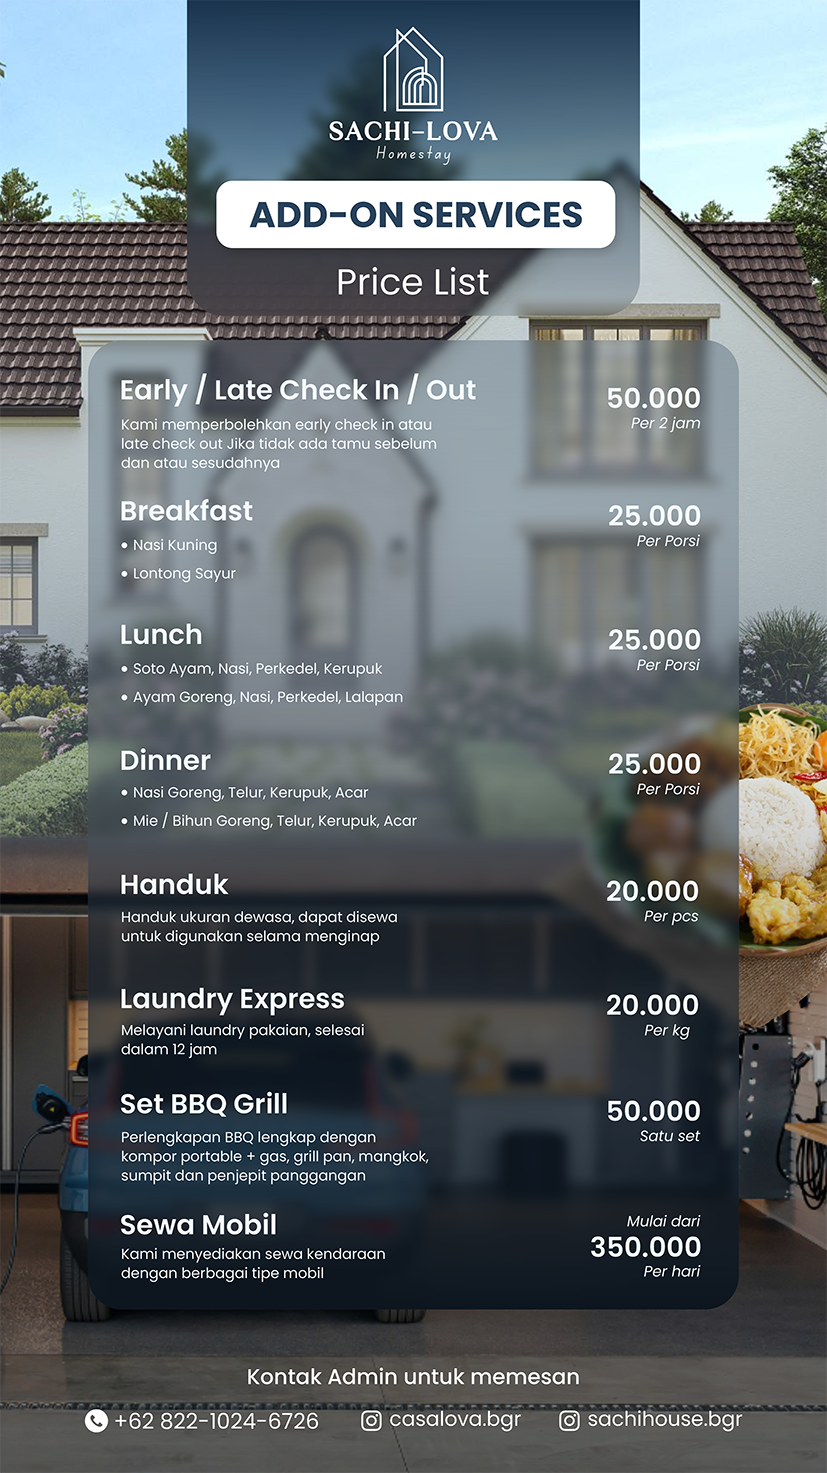 SACHI-LOVA
Homestay
ADD-ON SERVICES
Price List
Early / Late Check In / Out
50.000
Per 2 jam
Kami memperbolehkan early check in atau
late check out Jika tidak ada tamu sebelum
dan atau sesudahnya
Breakfast
25.000
Per Porsi
• Nasi Kuning
• Lontong Sayur
Lunch
25.000
Per Porsi
• Soto Ayam, Nasi, Perkedel, Kerupuk
• Ayam Goreng, Nasi, Perkedel, Lalapan
Dinner
25.000
Per Porsi
• Nasi Goreng, Telur, Kerupuk, Acar
• Mie / Bihun Goreng, Telur, Kerupuk, Acar
Handuk
20.000
Per pcs
Handuk ukuran dewasa, dapat disewa
untuk digunakan selama menginap
Laundry Express
20.000
Per kg
Melayani laundry pakaian, selesai
dalam 12 jam
Set BBQ Grill
50.000
Satu set
Perlengkapan BBQ lengkap dengan
kompor portable + gas, grill pan, mangkok,
sumpit dan penjepit panggangan
Sewa Mobil
Mulai dari
350.000
Per hari
Kami menyediakan sewa kendaraan
dengan berbagai tipe mobil
Kontak Admin untuk memesan
+62 822-1024-6726 casalova.bgr sachihouse.bgr